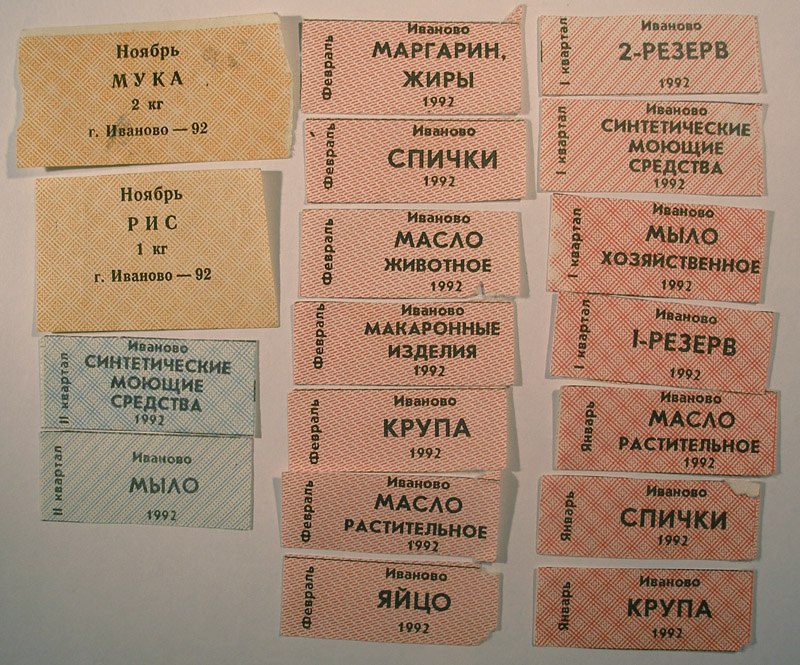 Ноябрь
МУКА
2 кг
г. Иваново — 92
Ноябрь
РИС
1 кг
г. Иваново — 92
II квартал
Иваново
СИНТЕТИЧЕСКИЕ
МОЮЩИЕ
СРЕДСТВА
1992
II квартал
Иваново
МЫЛО
1992
Февраль
Иваново
МАРГАРИН,
ЖИРЫ
1992
Февраль
Иваново
СПИЧКИ
1992
Февраль
Иваново
МАСЛО
ЖИВОТНОЕ
1992
Февраль
Иваново
МАКАРОННЫЕ
ИЗДЕЛИЯ
1992
Февраль
Иваново
КРУПА
1992
Февраль
Иваново
МАСЛО
РАСТИТЕЛЬНОЕ
1992
Февраль
Иваново
ЯЙЦО
1992
I квартал
Иваново
2-РЕЗЕРВ
1992
I квартал
Иваново
СИНТЕТИЧЕСКИЕ
МОЮЩИЕ
СРЕДСТВА
1992
I квартал
Иваново
МЫЛО
ХОЗЯЙСТВЕННОЕ
1992
I квартал
Иваново
I-РЕЗЕРВ
1992
Январь
Иваново
МАСЛО
РАСТИТЕЛЬНОЕ
1992
Январь
Иваново
СПИЧКИ
1992
Январь
Иваново
КРУПА
1992